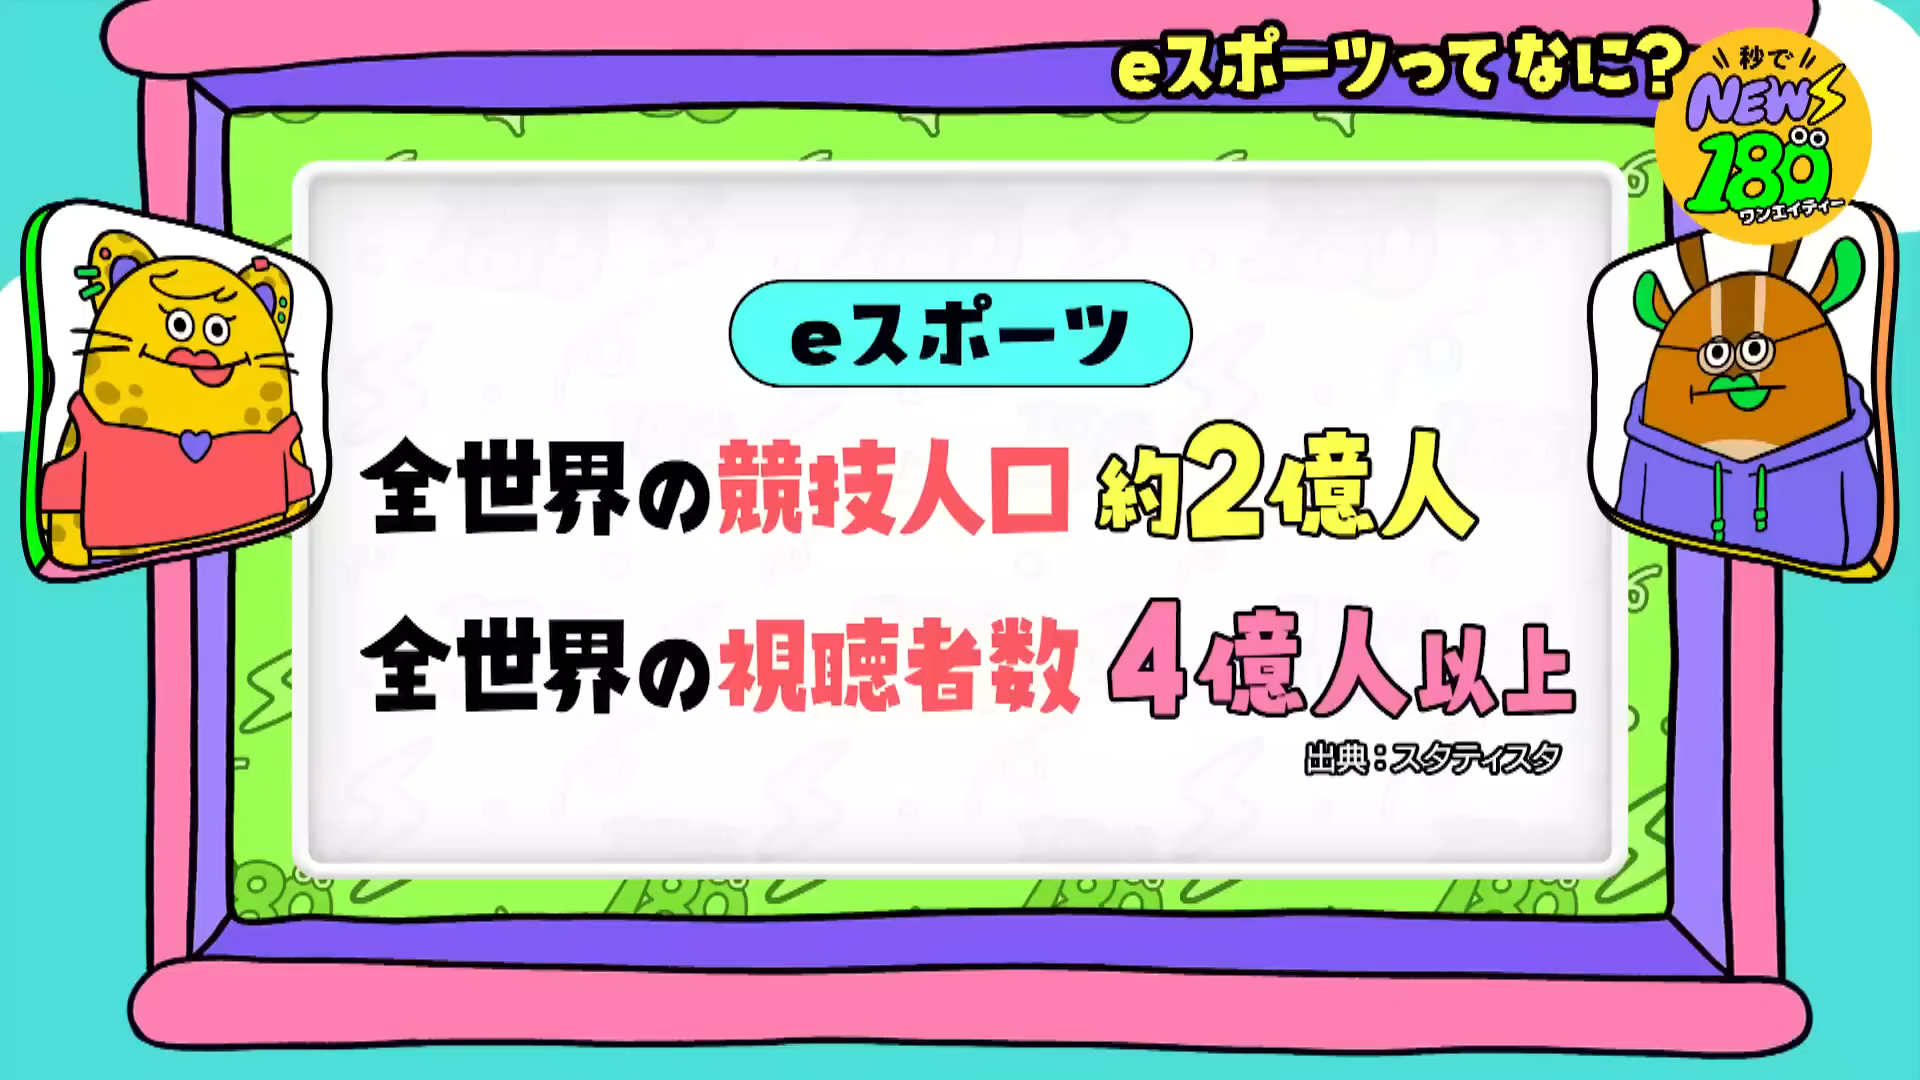 eスポーツってなに?
秒で
NEWS
180
ワンエイティー
eスポーツ
全世界の競技人口 約2億人
全世界の視聴者数 4億人以上
出典:スタティスタ